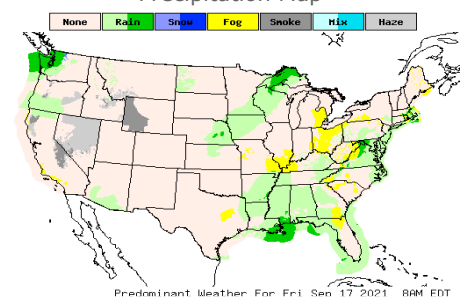 Precipitation Map
None Rain Snow Fog Smoke Mix Haze
Predominant Weather For Fri Sep 17 2021 8AM EDT